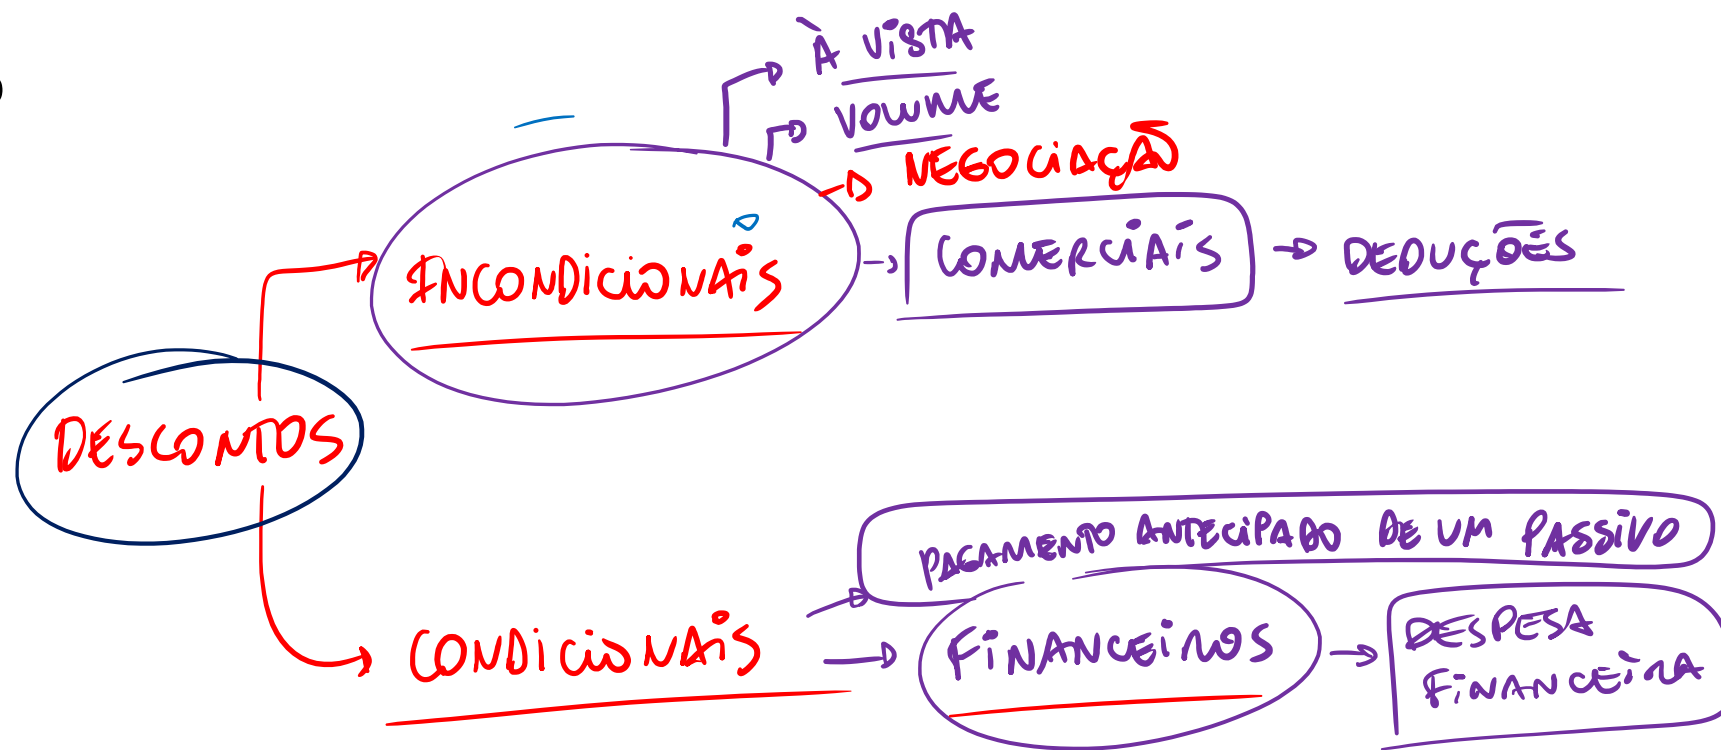 À VISTA
VOLUME
NEGOCIAÇÃO
INCONDICIONAIS
COMERCIAIS
DEDUÇÕES
DESCONTOS
PAGAMENTO ANTECIPADO DE UM PASSIVO
CONDICIONAIS
FINANCEIROS
DESPESA
FINANCEIRA